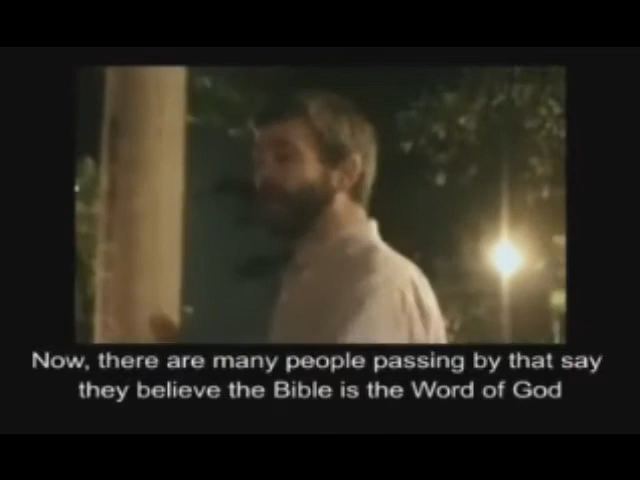 Now, there are many people passing by that say
they believe the Bible is the Word of God